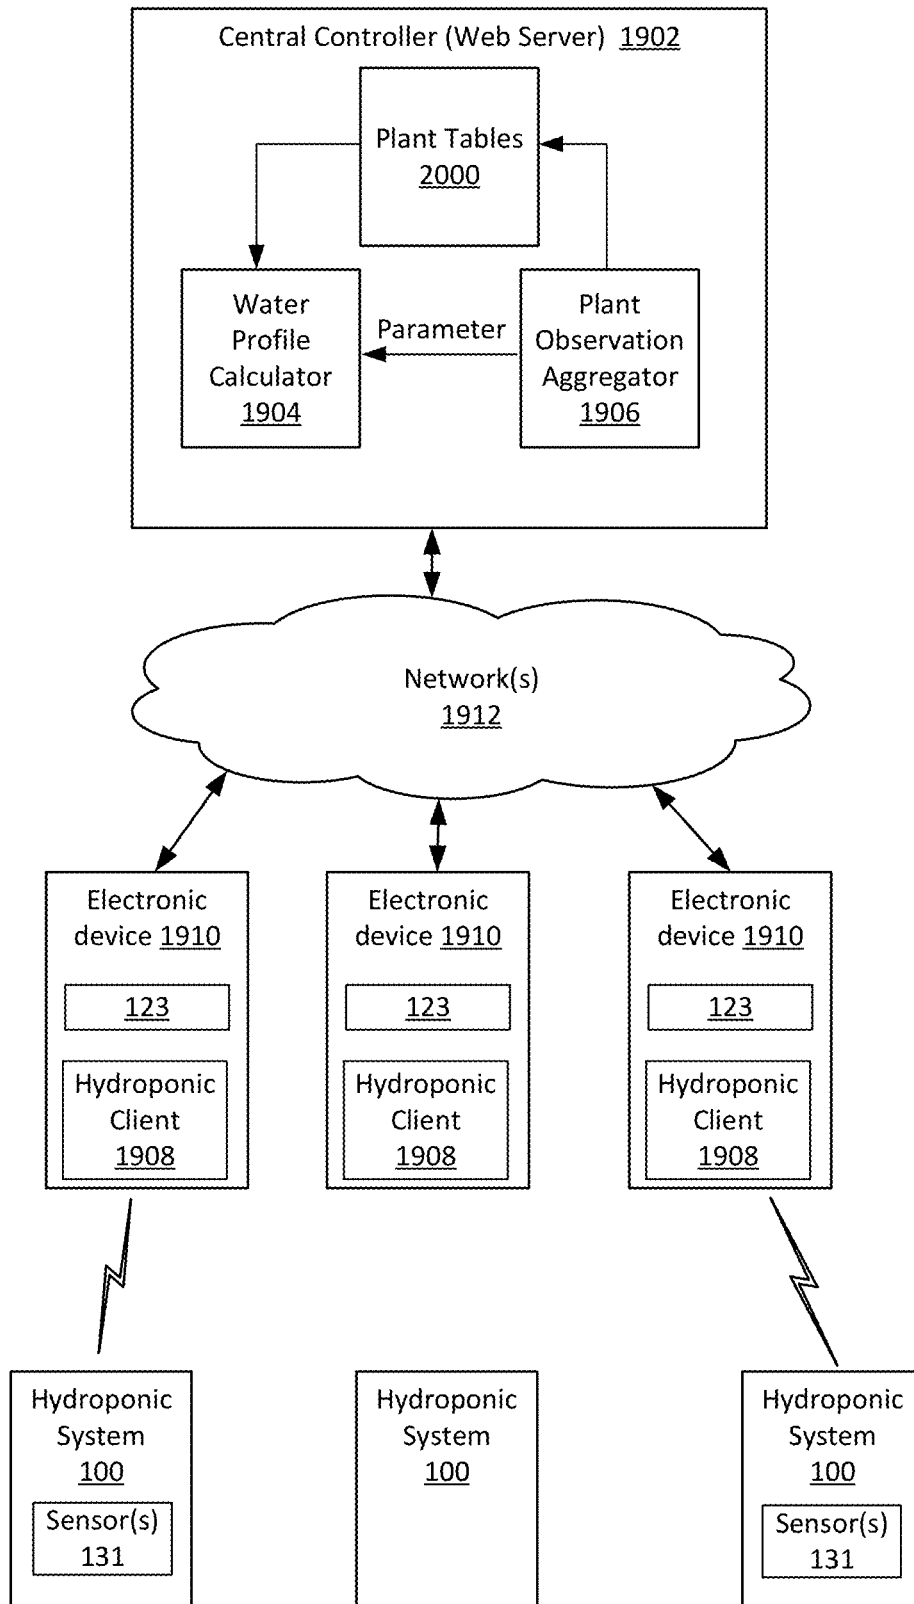 Central Controller (Web Server) 1902
Plant Tables
2000
Water
Profile
Calculator
1904
Parameter
Plant
Observation
Aggregator
1906
Network(s)
1912
Electronic
device 1910
123
Hydroponic
Client
1908
Electronic
device 1910
123
Hydroponic
Client
1908
Electronic
device 1910
123
Hydroponic
Client
1908
Hydroponic
System
100
Sensor(s)
131
Hydroponic
System
100
Hydroponic
System
100
Sensor(s)
131